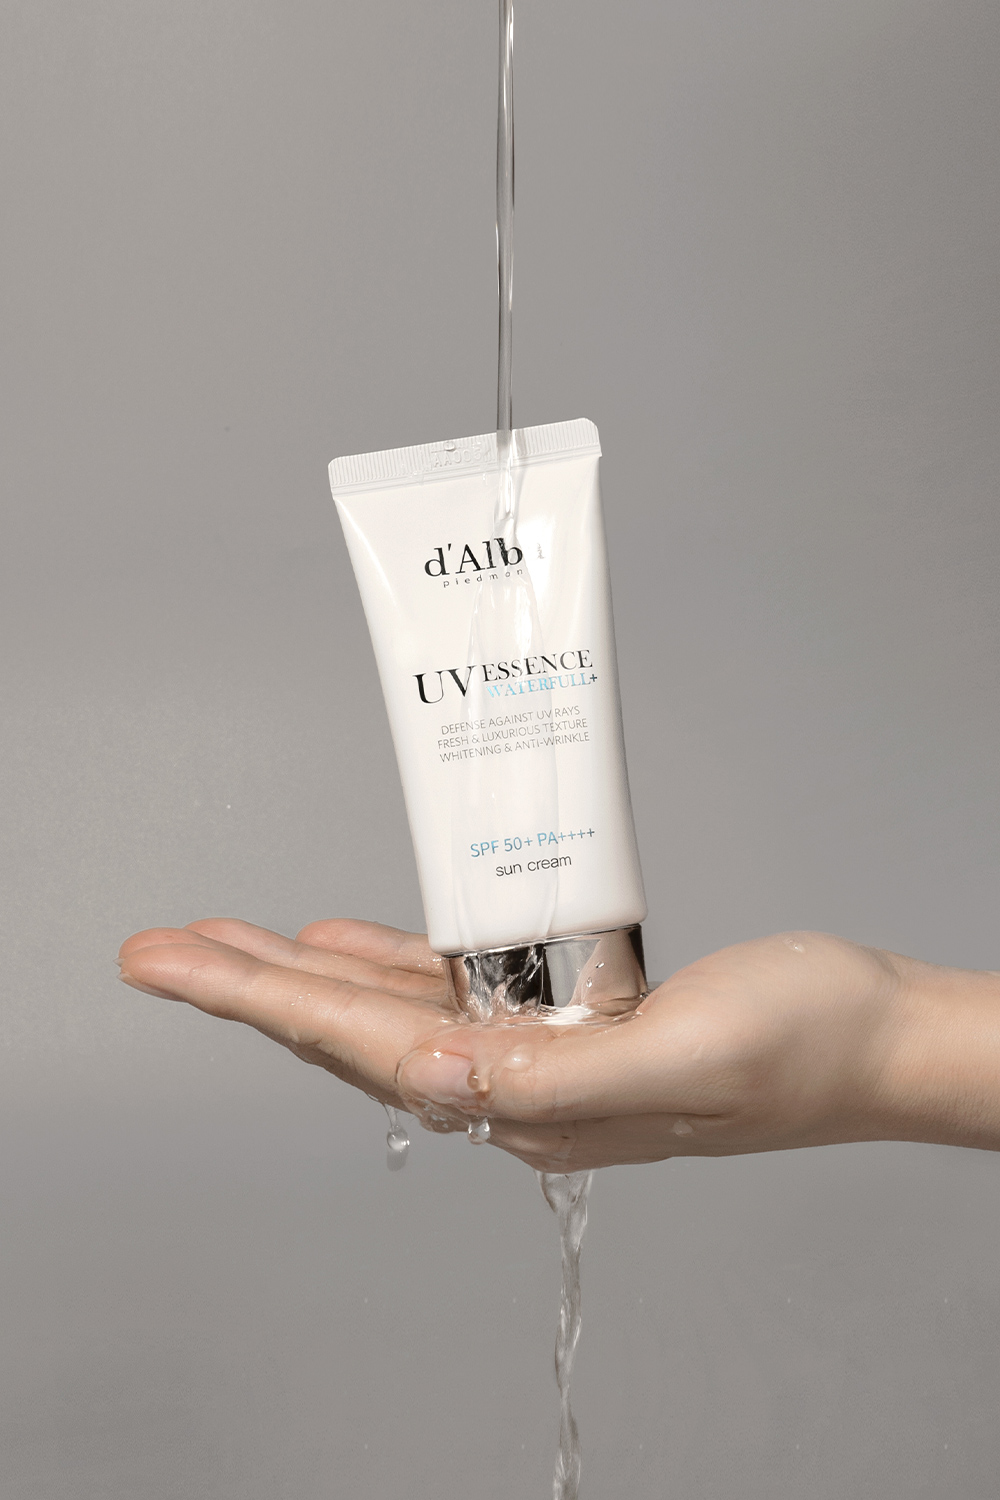 d'Alb
piedmon
UV ESSENCE
WATERFULL+
DEFENSE AGAINST UV RAYS
FRESH & LUXURIOUS TEXTURE
WHITENING & ANTI-WRINKLE
SPF 50+ PA++++
sun cream